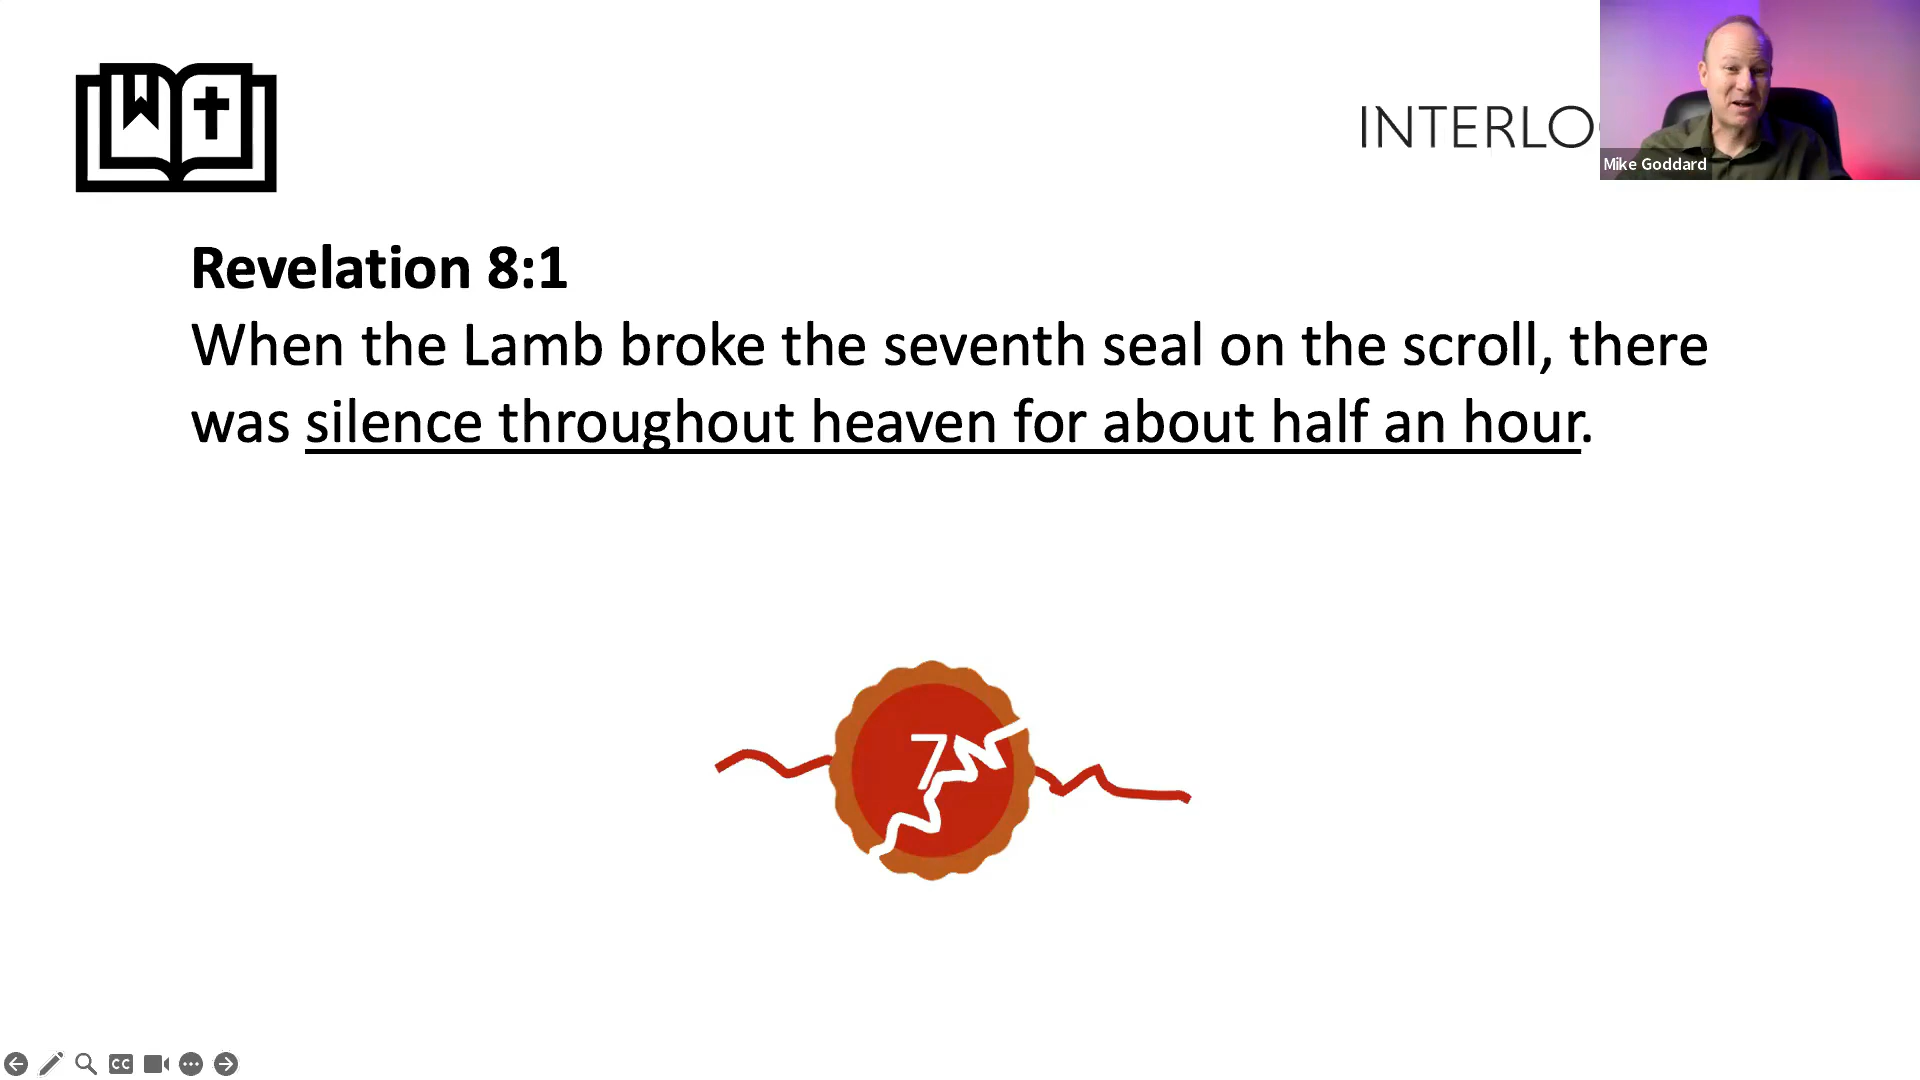 INTERLO
Mike Goddard
Revelation 8:1
When the Lamb broke the seventh seal on the scroll, there
was silence throughout heaven for about half an hour.
7
CC